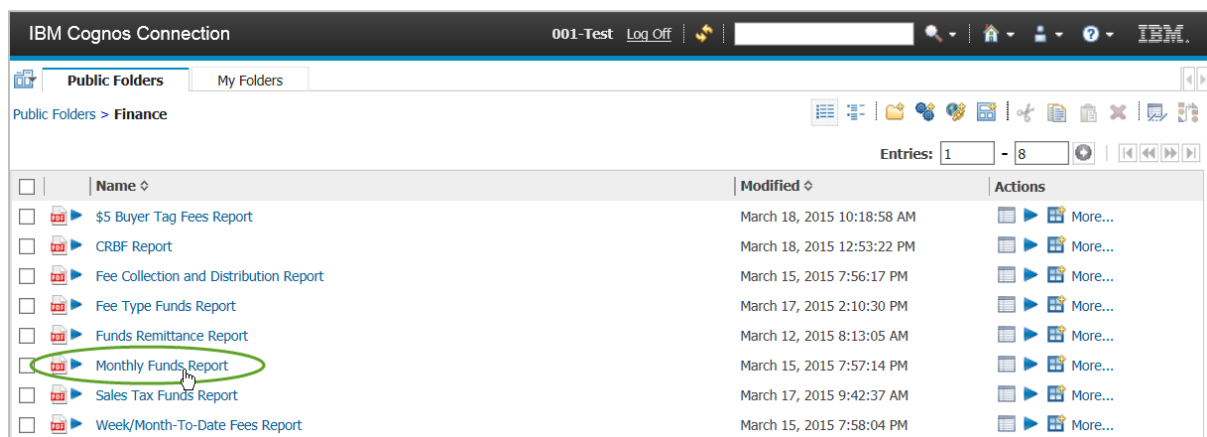 IBM Cognos Connection 001-Test Log Off IBM.
Public Folders My Folders
Public Folders > Finance
Entries: 1 - 8
Name Modified Actions
$5 Buyer Tag Fees Report March 18, 2015 10:18:58 AM More...
CRBF Report March 18, 2015 12:53:22 PM More...
Fee Collection and Distribution Report March 15, 2015 7:56:17 PM More...
Fee Type Funds Report March 17, 2015 2:10:30 PM More...
Funds Remittance Report March 12, 2015 8:13:05 AM More...
Monthly Funds Report March 15, 2015 7:57:14 PM More...
Sales Tax Funds Report March 17, 2015 9:42:37 AM More...
Week/Month-To-Date Fees Report March 15, 2015 7:58:04 PM More...